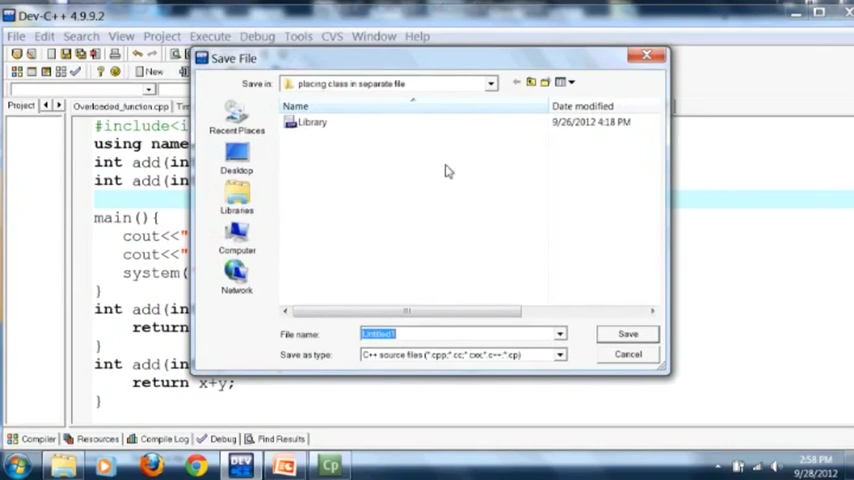 Dev-C++ 4.9.9.2
File Edit Search View Project Execute Debug Tools CVS Window Help
New
Project
Overloaded_function.cpp
#include<i
using name
int add(in
int add(in
main(){
cout<<"
cout<<"
system(
}
int add(in
return
}
int add(in
return x+y;
}
Save File
Save in: placing class in separate file
Name Date modified
Library 9/26/2012 4:18 PM
Recent Places
Desktop
Libraries
Computer
Network
File name: Untitled1 Save
Save as type: C++ source files (*.cpp;*.cc;*.cxx;*.c++;*.cp) Cancel
Compiler Resources Compile Log Debug Find Results
DEV Cp 2:58 PM
9/28/2012